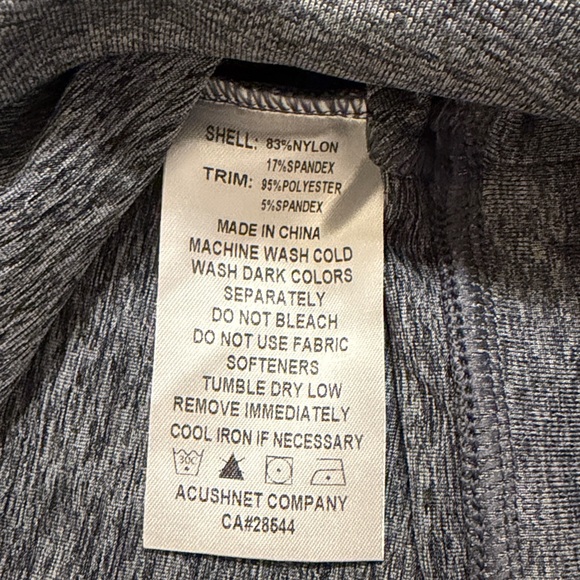 SHELL: 83%NYLON
17%SPANDEX
TRIM: 95%POLYESTER
5%SPANDEX
MADE IN CHINA
MACHINE WASH COLD
WASH DARK COLORS
SEPARATELY
DO NOT BLEACH
DO NOT USE FABRIC
SOFTENERS
TUMBLE DRY LOW
REMOVE IMMEDIATELY
COOL IRON IF NECESSARY
30C
ACUSHNET COMPANY
CA#28544